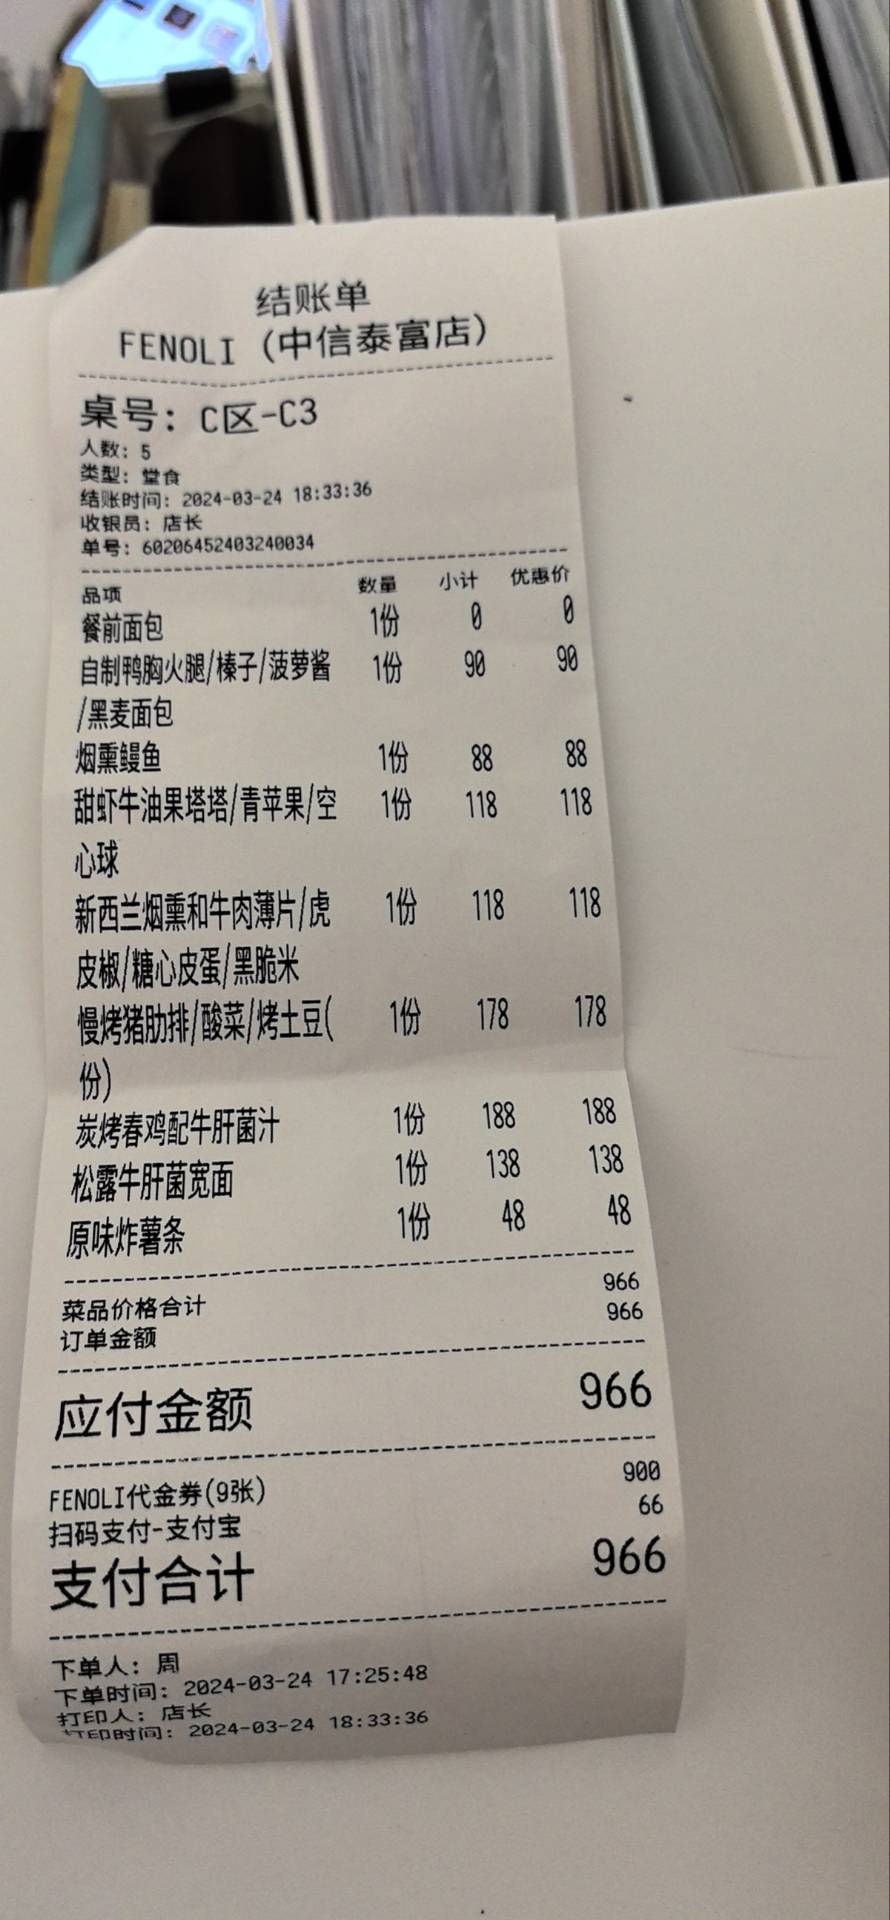 结账单
FENOLI (中信泰富店)
桌号: C区-C3
人数: 5
类型: 堂食
结账时间: 2024-03-24 18:33:36
收银员: 店长
单号: 60206452403240034
品项 数量 小计 优惠价
餐前面包 1份 0 0
自制鸭胸火腿/榛子/菠萝酱 1份 90 90
/黑麦面包
烟熏鳗鱼 1份 88 88
甜虾牛油果塔塔/青苹果/空 1份 118 118
心球
新西兰烟熏和牛肉薄片/虎 1份 118 118
皮椒/糖心皮蛋/黑脆米
慢烤猪肋排/酸菜/烤土豆( 1份 178 178
份)
炭烤春鸡配牛肝菌汁 1份 188 188
松露牛肝菌宽面 1份 138 138
原味炸薯条 1份 48 48
菜品价格合计 966
订单金额 966
应付金额 966
FENOLI代金券(9张) 900
扫码支付-支付宝 66
支付合计 966
下单人: 周
下单时间: 2024-03-24 17:25:48
打印人: 店长
打印时间: 2024-03-24 18:33:36